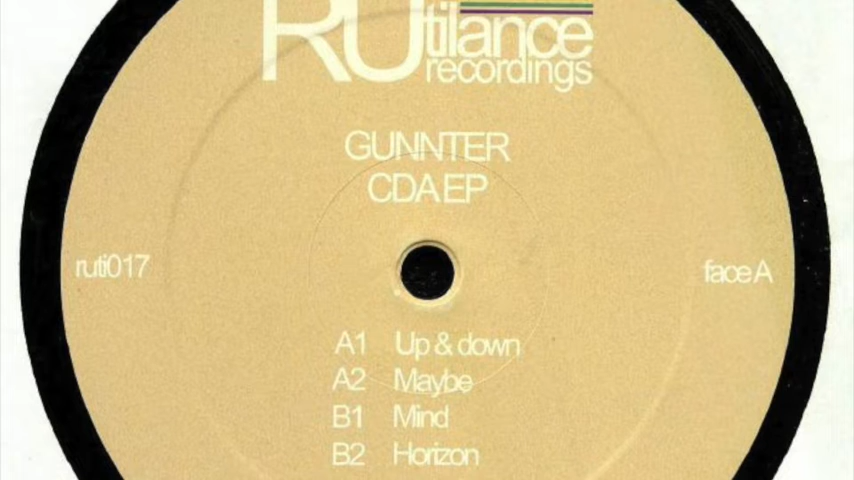 RUtilance
recordings
GUNNTER
CDA EP
ruti017
face A
A1 Up & down
A2 Maybe
B1 Mind
B2 Horizon